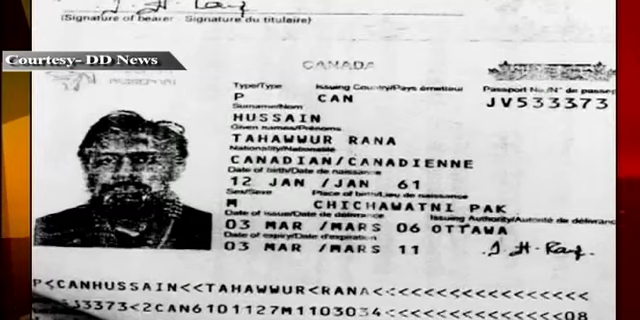 (Signature of bearer Signature du titulaire)
Courtesy- DD News
CANADA
Type/Type Issuing Country/Pays émetteur Passport No./N° de passep
P CAN JV533373
Surname/Nom
HUSSAIN
Given names/Prénoms
TAHAWWUR RANA
Nationality/Nationalité
CANADIAN/CANADIENNE
Date of birth/Date de naissance
12 JAN /JAN 61
Sex/Sexe Place of birth/Lieu de naissance
M CHICHAWATNI PAK
Date of issue/Date de délivrance Issuing Authority/Autorité de délivranc
03 MAR /MARS 06 OTTAWA
Date of expiry/Date d'expiration
03 MAR /MARS 11
P<CANHUSSAIN<<TAHAWWUR<RANA<<<<<<<<<<<<<<<<<
33373<2CAN6101127M1103034<<<<<<<<<<<<<<08